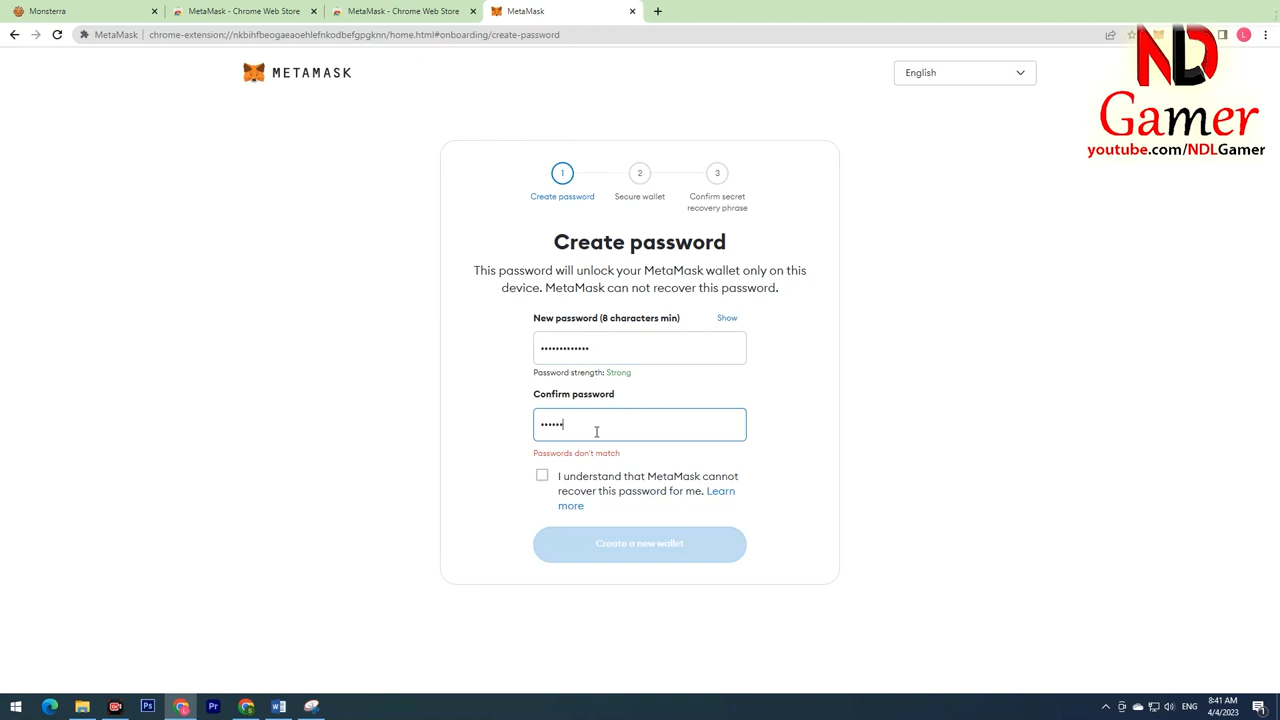 Monsterra
MetaMask - Chrome Web Store
MetaMask - Chrome Web Store
MetaMask
MetaMask
chrome-extension://nkbihfbeogaeaoehlefnkodbefgpgknn/home.html#onboarding/create-password
L
METAMASK
English
ND
Gamer
youtube.com/NDLGamer
1
2
3
Create password
Secure wallet
Confirm secret
recovery phrase
Create password
This password will unlock your MetaMask wallet only on this
device. MetaMask can not recover this password.
New password (8 characters min)
Show
•••••••••••••
Password strength: Strong
Confirm password
••••••
Passwords don't match
I understand that MetaMask cannot
recover this password for me. Learn
more
Create a new wallet
Ps
Pr
W
ENG
8:41 AM
4/4/2023